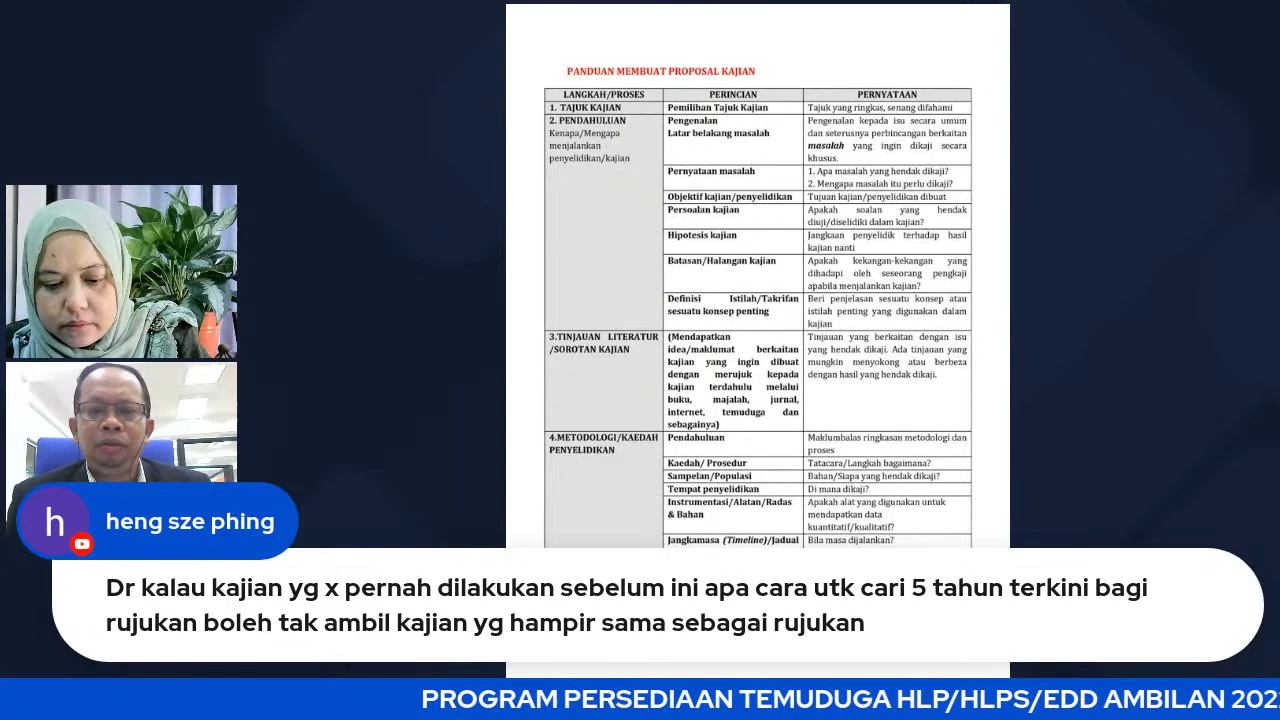 PANDUAN MEMBUAT PROPOSAL KAJIAN
LANGKAH/PROSES PERINCIAN PERNYATAAN
1. TAJUK KAJIAN Pemilihan Tajuk Kajian Tajuk yang ringkas, senang difahami
2. PENDAHULUAN
Kenapa/Mengapa
menjalankan
penyelidikan/kajian
Pengenalan
Latar belakang masalah
Pengenalan kepada isu secara umum
dan seterusnya perbincangan berkaitan
masalah yang ingin dikaji secara
khusus.
Pernyataan masalah
1. Apa masalah yang hendak dikaji?
2. Mengapa masalah itu perlu dikaji?
Objektif kajian/penyelidikan Tujuan kajian/penyelidikan dibuat
Persoalan kajian
Apakah soalan yang hendak
diuji/diselidiki dalam kajian?
Hipotesis kajian
Jangkaan penyelidik terhadap hasil
kajian nanti
Batasan/Halangan kajian
Apakah kekangan-kekangan yang
dihadapi oleh seseorang pengkaji
apabila menjalankan kajian?
Definisi Istilah/Takrifan
sesuatu konsep penting
Beri penjelasan sesuatu konsep atau
istilah penting yang digunakan dalam
kajian
3.TINJAUAN LITERATUR
/SOROTAN KAJIAN
(Mendapatkan
idea/maklumat berkaitan
kajian yang ingin dibuat
dengan merujuk kepada
kajian terdahulu melalui
buku, majalah, jurnal,
internet, temuduga dan
sebagainya)
Tinjauan yang berkaitan dengan isu
yang hendak dikaji. Ada tinjauan yang
mungkin menyokong atau berbeza
dengan hasil yang hendak dikaji.
4.METODOLOGI/KAEDAH
PENYELIDIKAN
Pendahuluan
Maklumbalas ringkasan metodologi dan
proses
Kaedah/ Prosedur Tatacara/Langkah bagaimana?
Sampelan/Populasi Bahan/Siapa yang hendak dikaji?
Tempat penyelidikan Di mana dikaji?
Instrumentasi/Alatan/Radas
& Bahan
Apakah alat yang digunakan untuk
mendapatkan data
kuantitatif/kualitatif?
Jangkamasa (Timeline)/Jadual Bila masa dijalankan?
h
heng sze phing
Dr kalau kajian yg x pernah dilakukan sebelum ini apa cara utk cari 5 tahun terkini bagi
rujukan boleh tak ambil kajian yg hampir sama sebagai rujukan
PROGRAM PERSEDIAAN TEMUDUGA HLP/HLPS/EDD AMBILAN 202